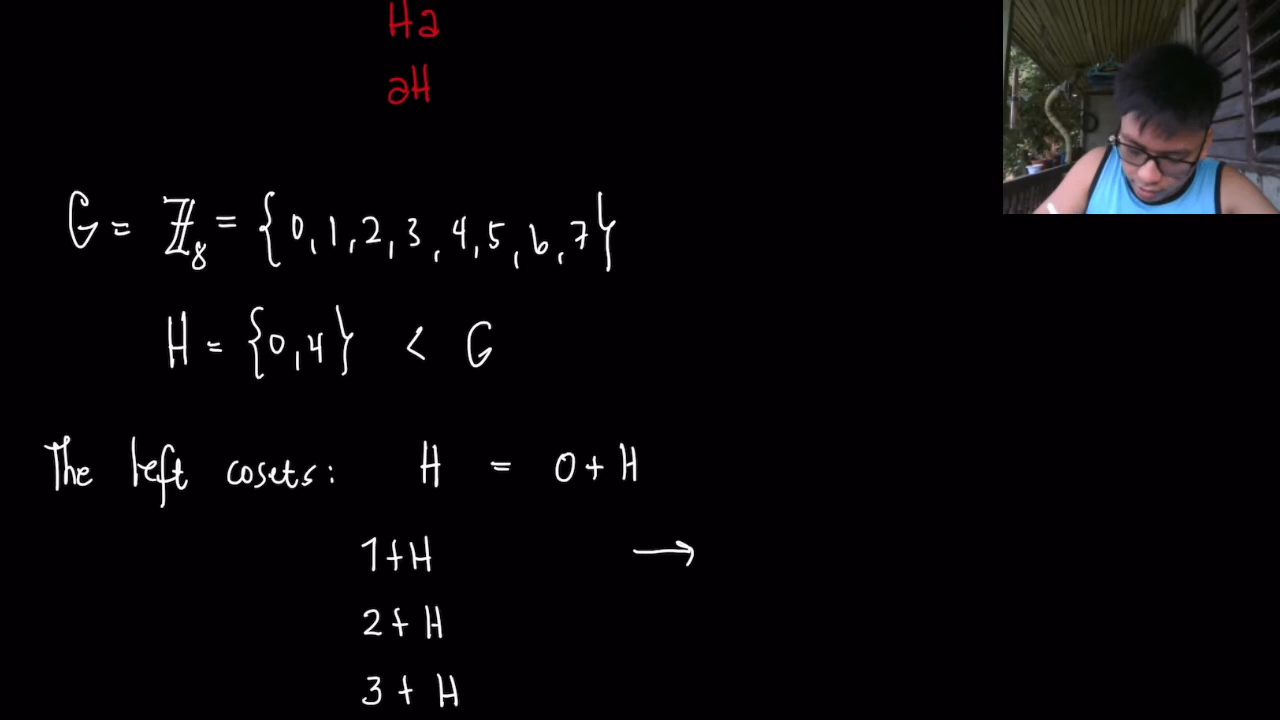 Ha
aH
G = ℤ₈ = {0, 1, 2, 3, 4, 5, 6, 7}
H = {0, 4} < G
The left cosets: H = 0 + H
1 + H →
2 + H
3 + H